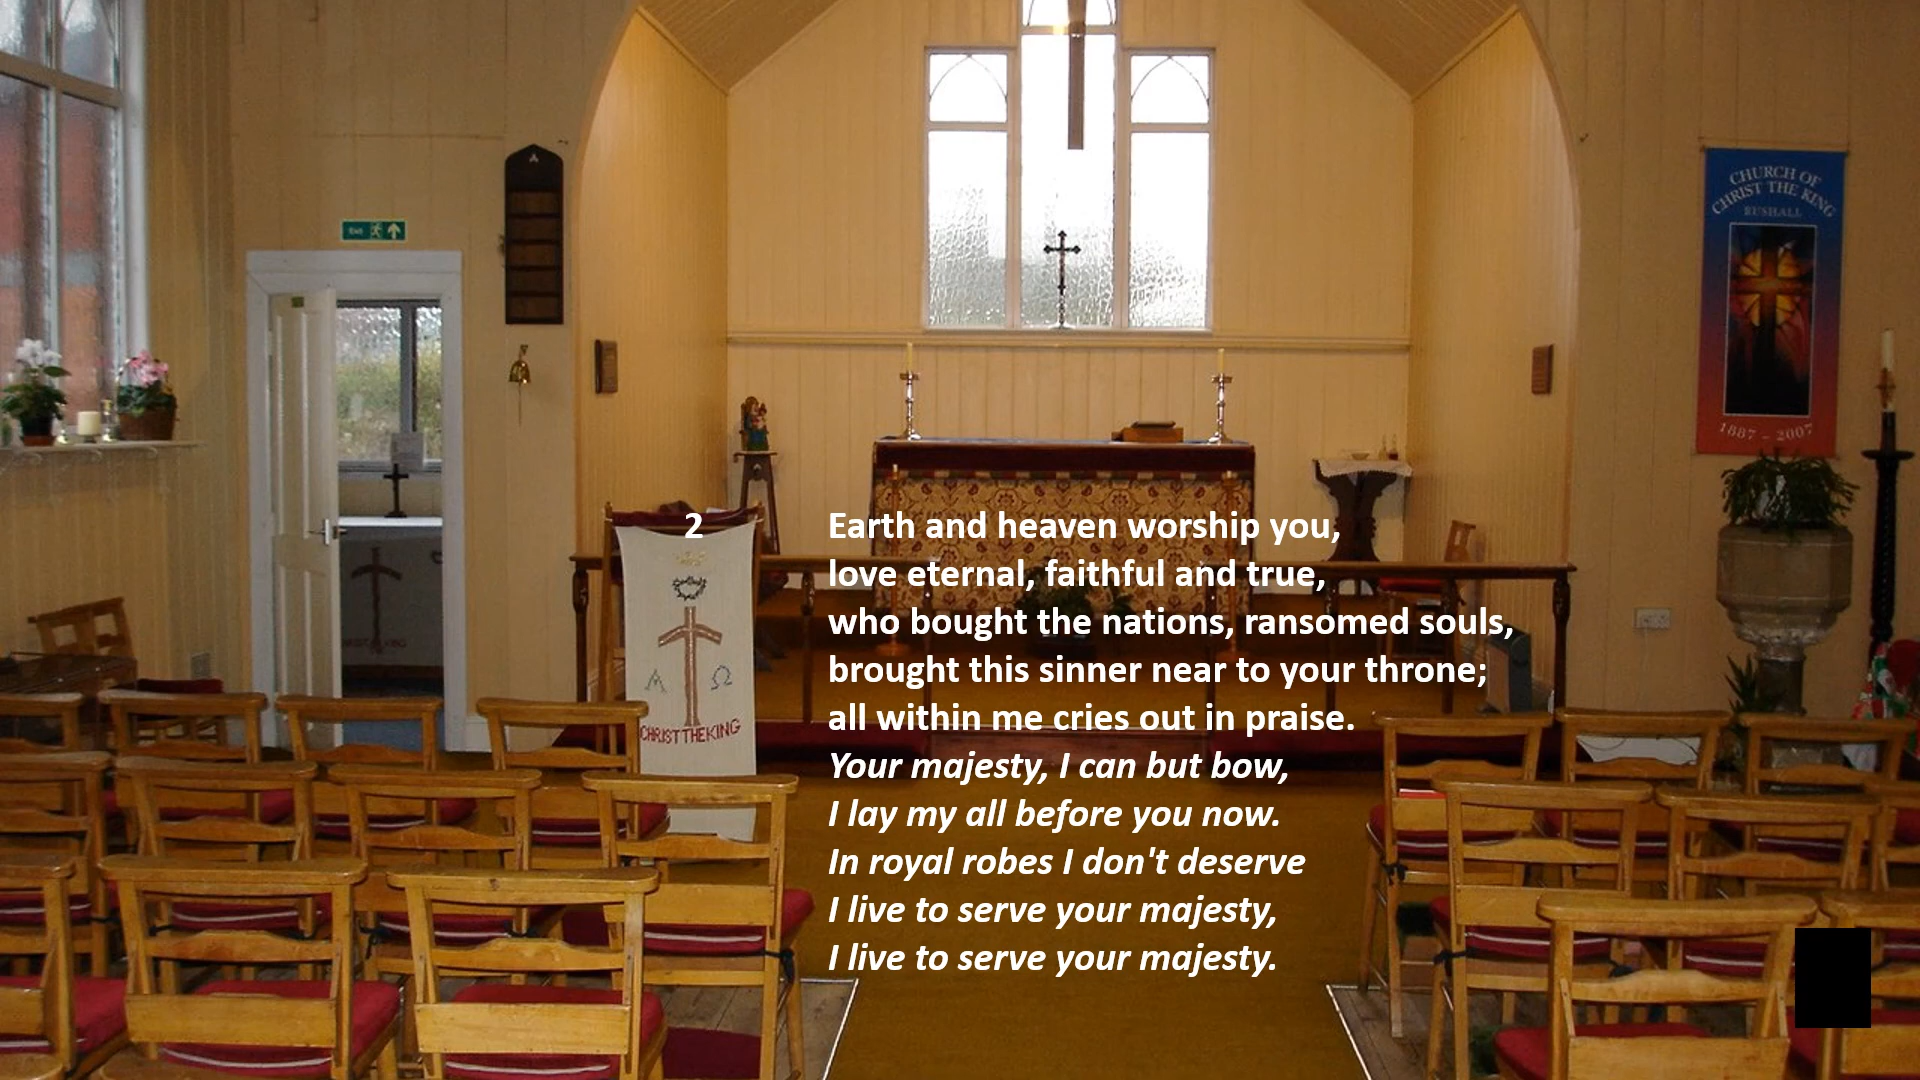 Exit
CHURCH OF
CHRIST THE KING
RUSHALL
1887 - 2007
2
Earth and heaven worship you,
love eternal, faithful and true,
who bought the nations, ransomed souls,
brought this sinner near to your throne;
all within me cries out in praise.
Your majesty, I can but bow,
I lay my all before you now.
In royal robes I don't deserve
I live to serve your majesty,
I live to serve your majesty.
Α Ω
CHRIST THE KING